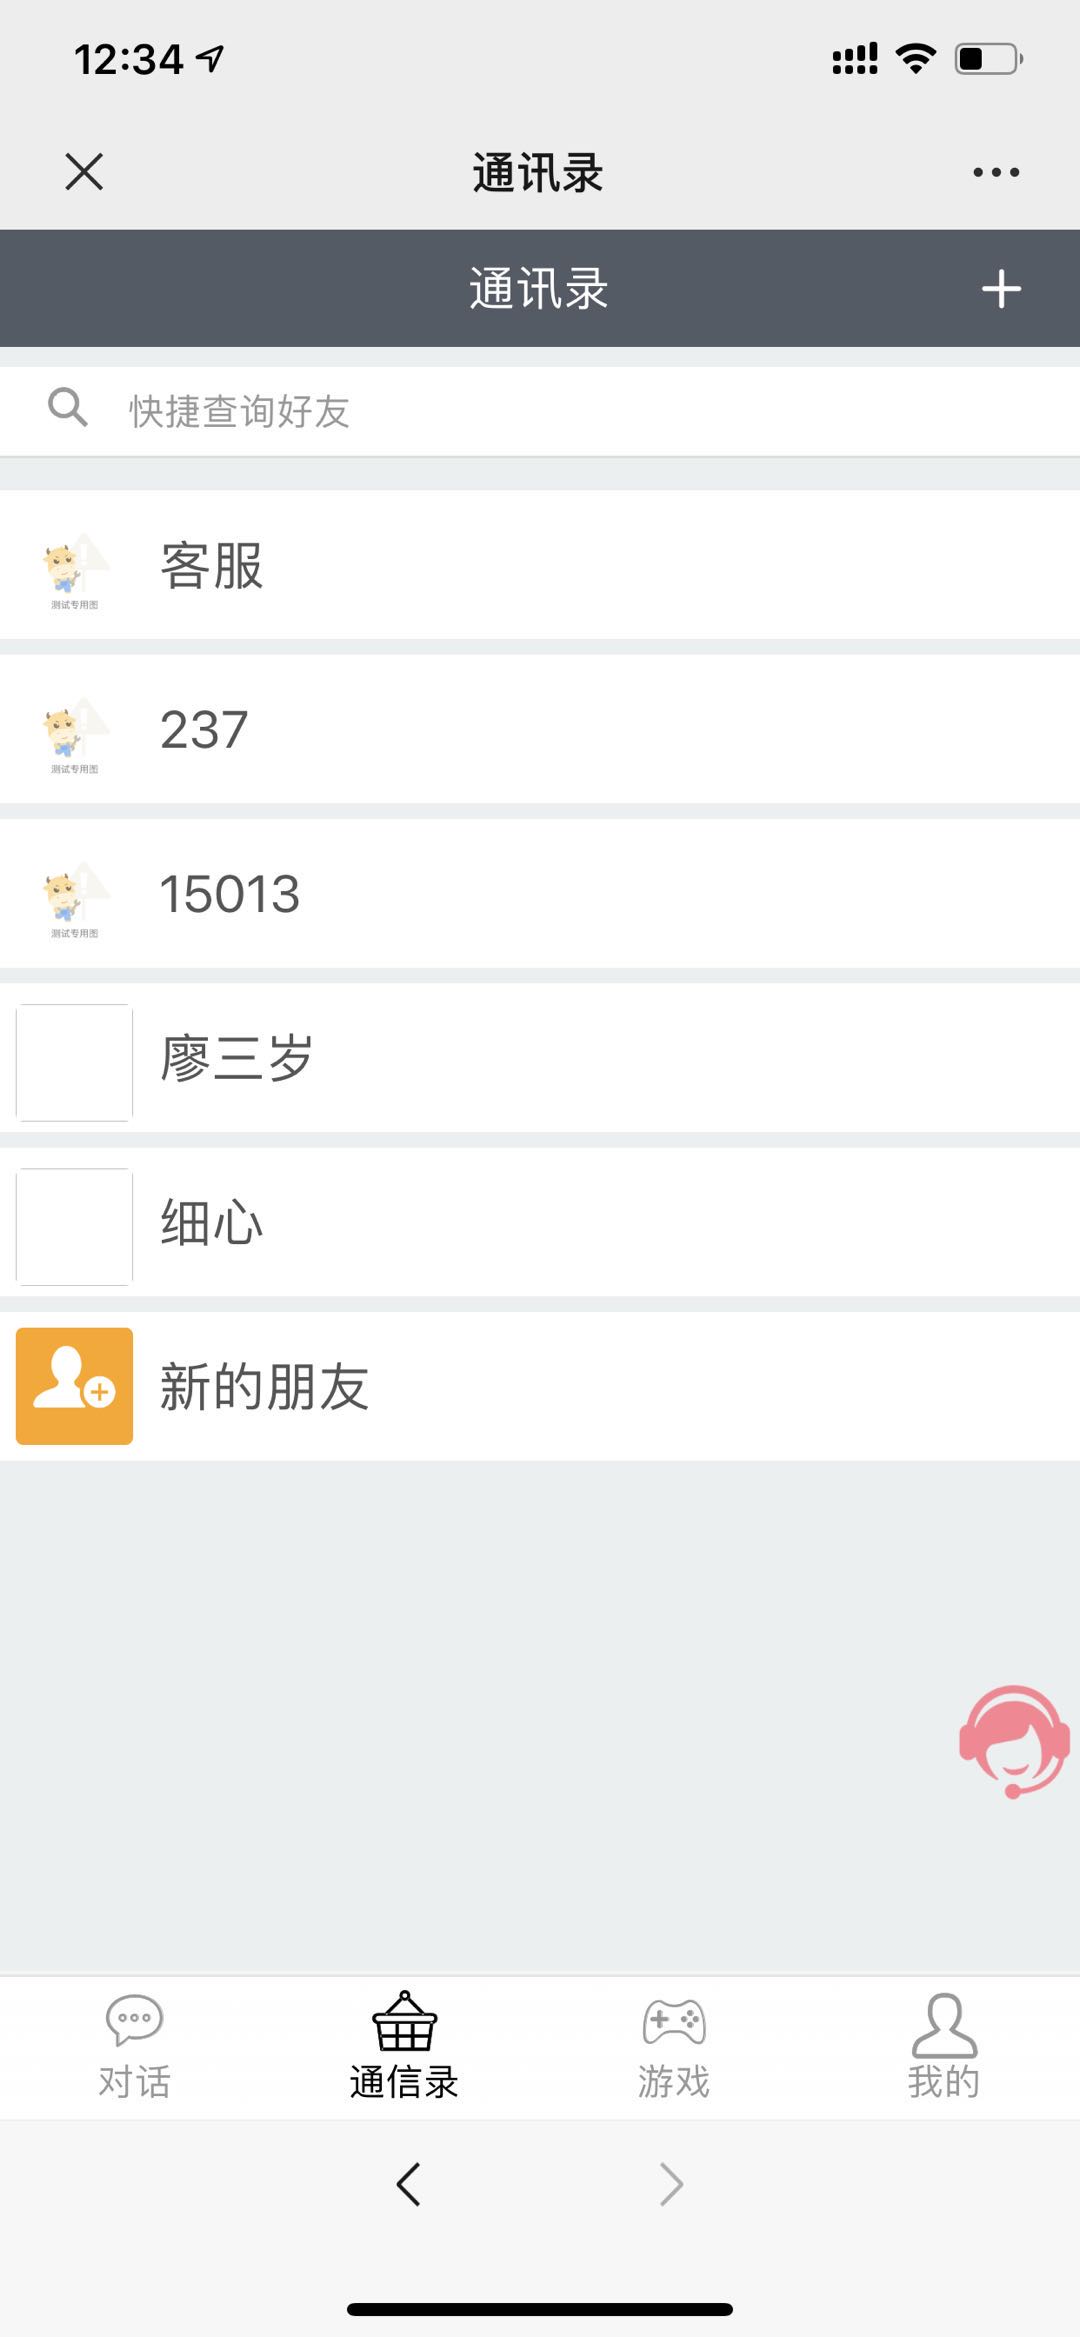 12:34
通讯录
通讯录
快捷查询好友
客服
测试专用图
237
测试专用图
15013
测试专用图
廖三岁
细心
新的朋友
对话 通信录 游戏 我的